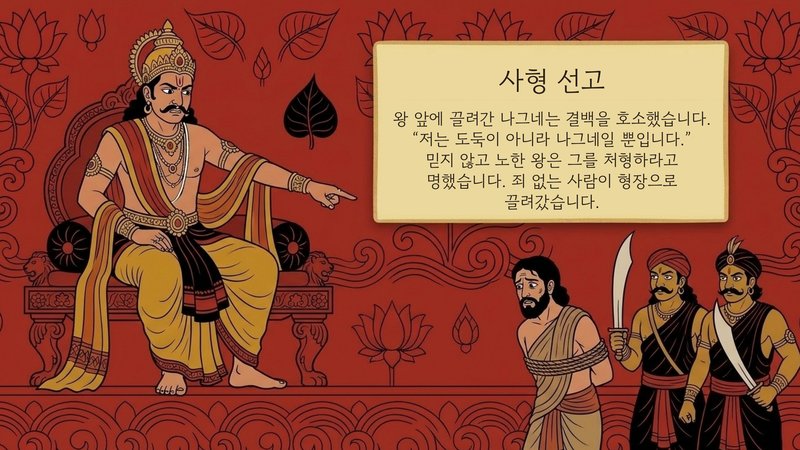 사형 선고
왕 앞에 끌려간 나그네는 결백을 호소했습니다.
“저는 도둑이 아니라 나그네일 뿐입니다.”
믿지 않고 노한 왕은 그를 처형하라고
명했습니다. 죄 없는 사람이 형장으로
끌려갔습니다.